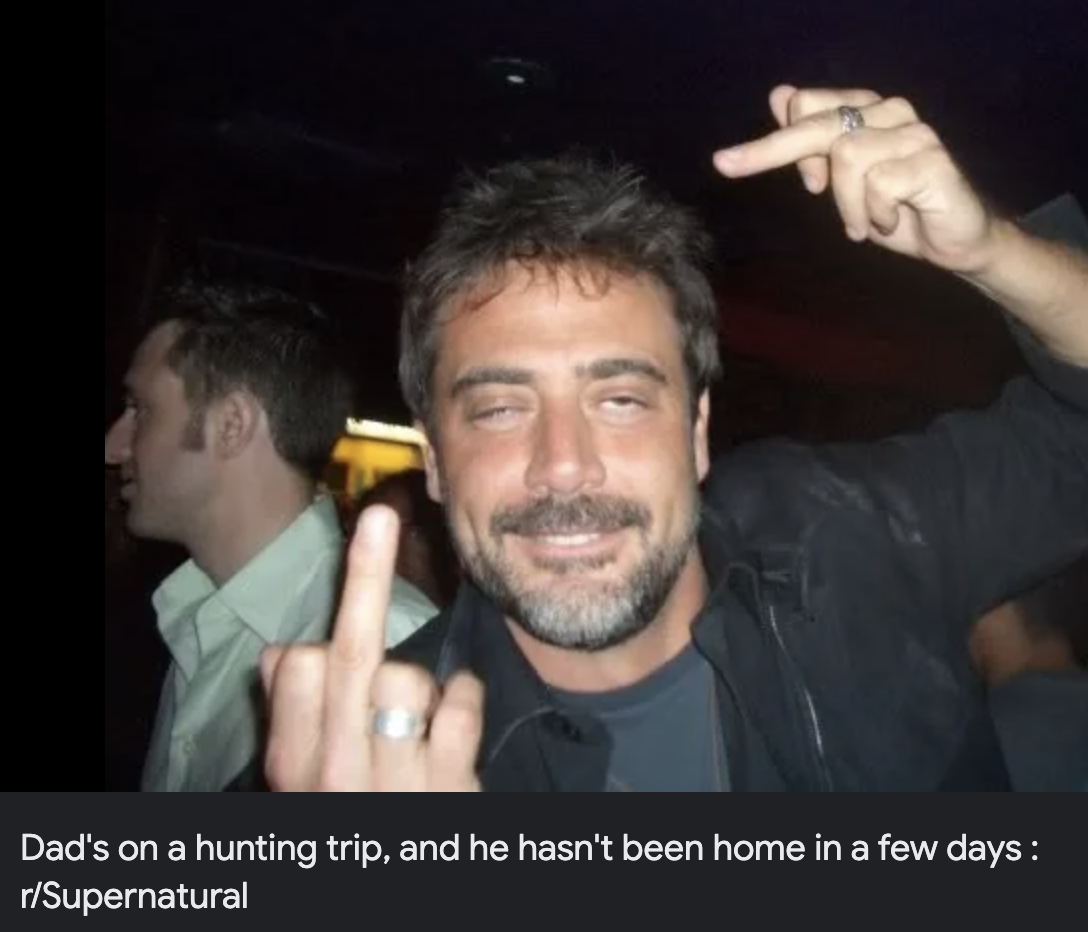 Dad's on a hunting trip, and he hasn't been home in a few days :
r/Supernatural